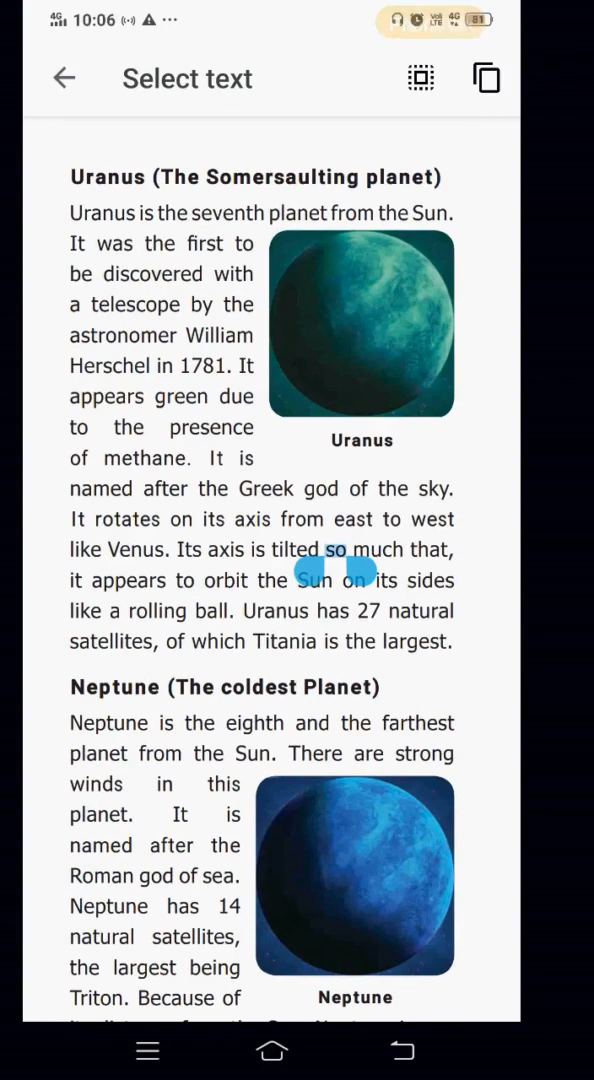 4G 10:06 ...
Voll LTE 4G 81
Select text
Uranus (The Somersaulting planet)
Uranus is the seventh planet from the Sun.
It was the first to
be discovered with
a telescope by the
astronomer William
Herschel in 1781. It
appears green due
to the presence
of methane. It is
Uranus
named after the Greek god of the sky.
It rotates on its axis from east to west
like Venus. Its axis is tilted so much that,
it appears to orbit the Sun on its sides
like a rolling ball. Uranus has 27 natural
satellites, of which Titania is the largest.
Neptune (The coldest Planet)
Neptune is the eighth and the farthest
planet from the Sun. There are strong
winds in this
planet. It is
named after the
Roman god of sea.
Neptune has 14
natural satellites,
the largest being
Triton. Because of
Neptune